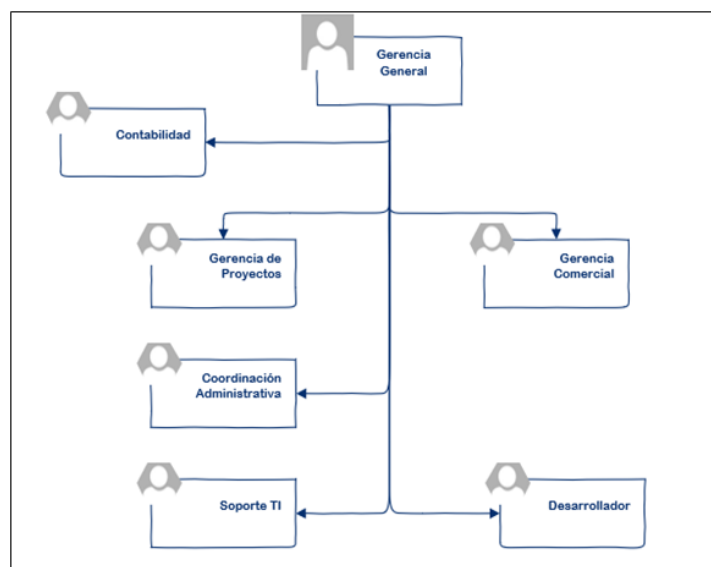 Gerencia
General
Contabilidad
Gerencia de
Proyectos
Gerencia
Comercial
Coordinación
Administrativa
Soporte TI
Desarrollador